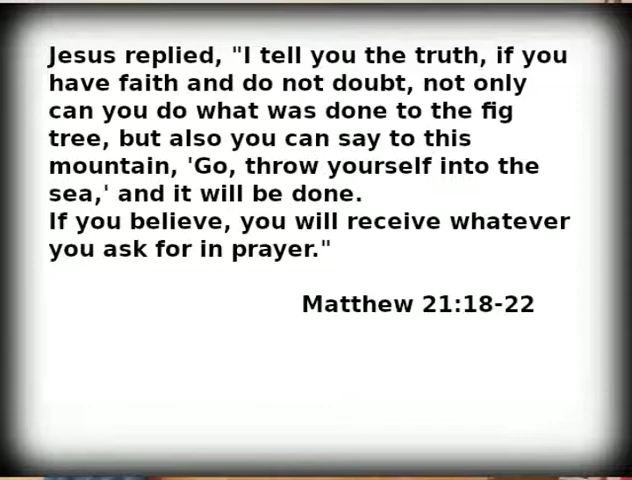 Jesus replied, "I tell you the truth, if you
have faith and do not doubt, not only
can you do what was done to the fig
tree, but also you can say to this
mountain, 'Go, throw yourself into the
sea,' and it will be done.
If you believe, you will receive whatever
you ask for in prayer."
Matthew 21:18-22